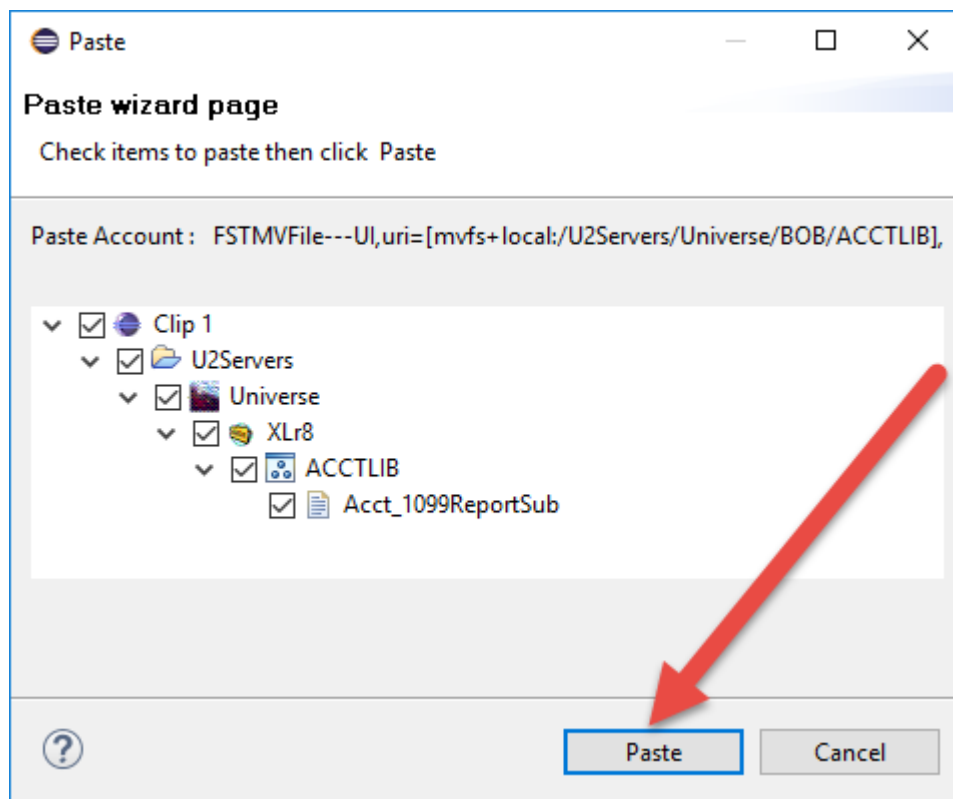 Paste
Paste wizard page
Check items to paste then click Paste
Paste Account : FSTMVFile---UI,uri=[mvfs+local:/U2Servers/Universe/BOB/ACCTLIB],
Clip 1
U2Servers
Universe
XLr8
ACCTLIB
Acct_1099ReportSub
?
Paste Cancel